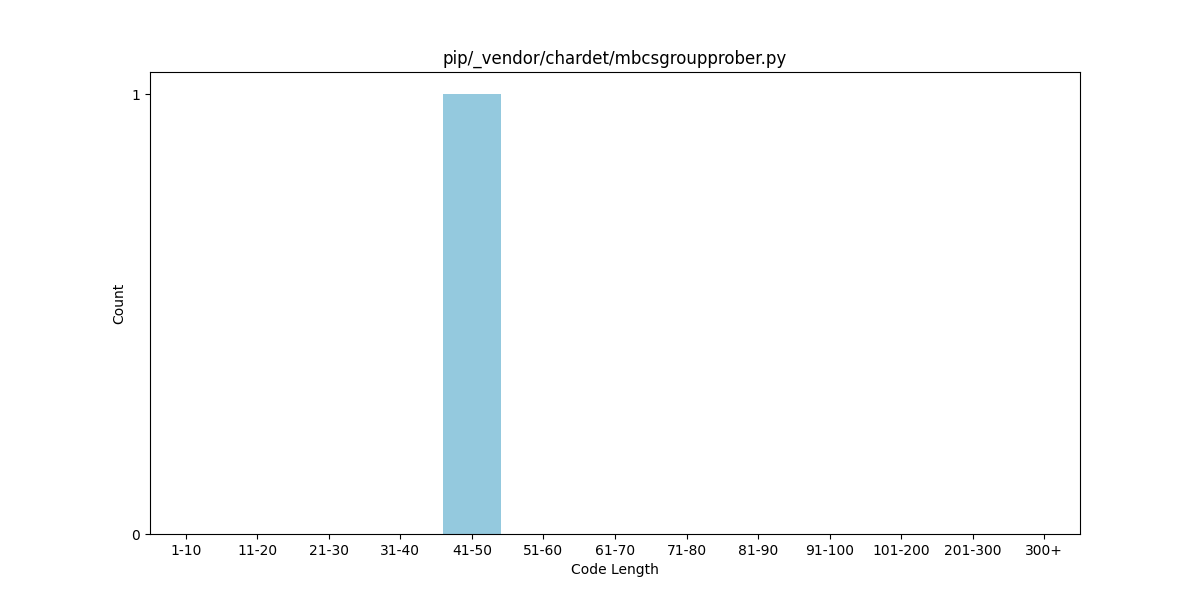 pip/_vendor/chardet/mbcsgroupprober.py
1
Count
0
1-10 11-20 21-30 31-40 41-50 51-60 61-70 71-80 81-90 91-100 101-200 201-300 300+
Code Length